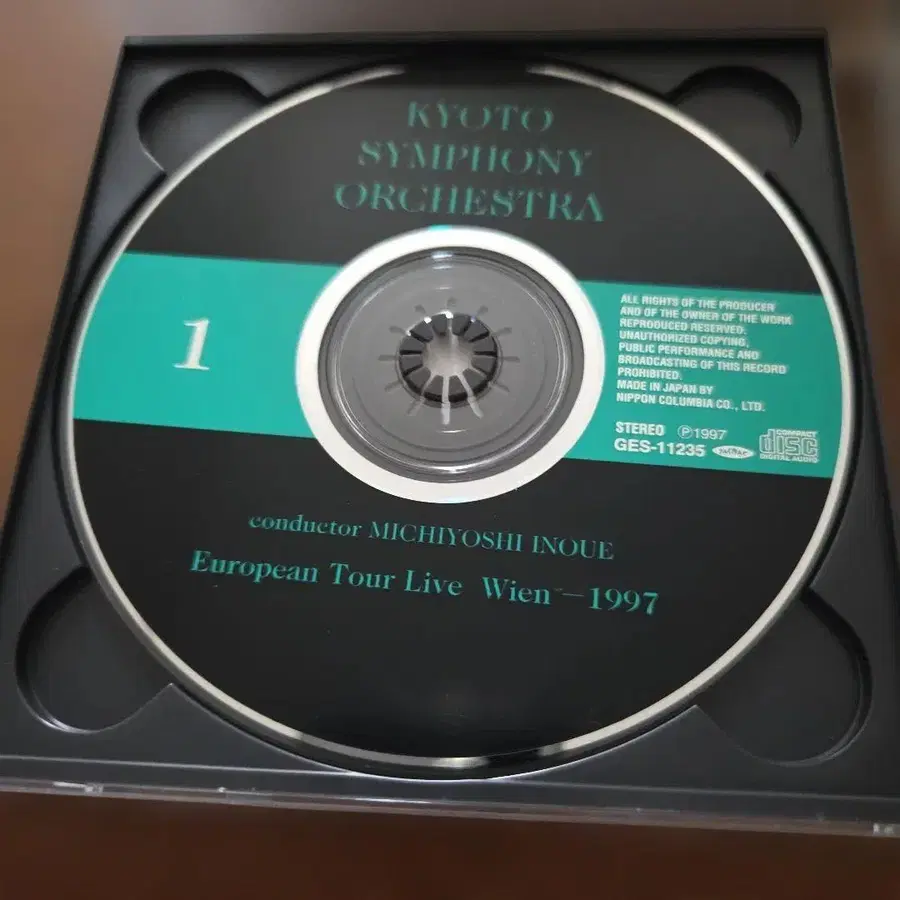 KYOTO
SYMPHONY
ORCHESTRA
1
ALL RIGHTS OF THE PRODUCER
AND OF THE OWNER OF THE WORK
REPRODUCED RESERVED.
UNAUTHORIZED COPYING,
PUBLIC PERFORMANCE AND
BROADCASTING OF THIS RECORD
PROHIBITED.
MADE IN JAPAN BY
NIPPON COLUMBIA CO., LTD.
STEREO ℗1997
GES-11235
COMPACT
disc
DIGITAL AUDIO
conductor MICHIYOSHI INOUE
European Tour Live Wien—1997